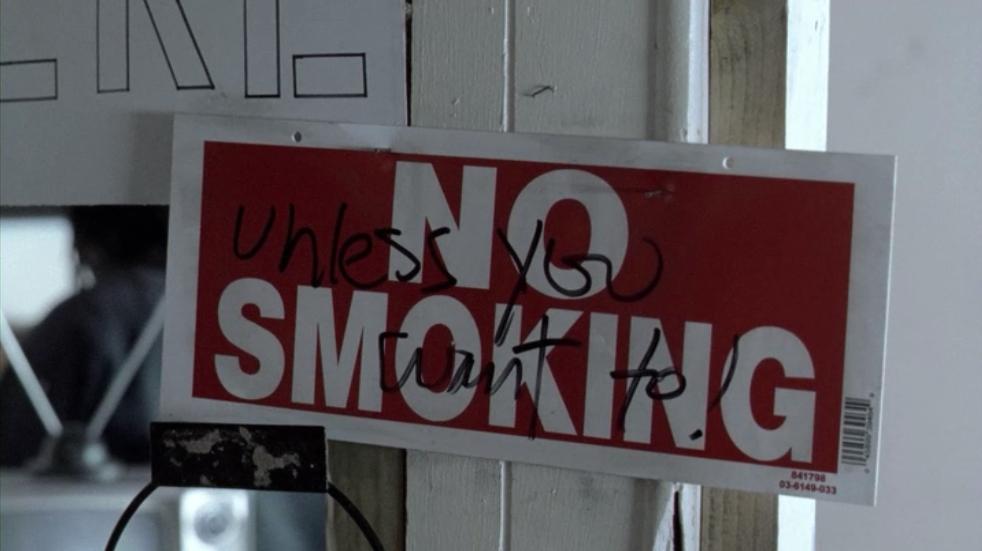 NO
SMOKING
unless you
want to!
841798
03-6149-033